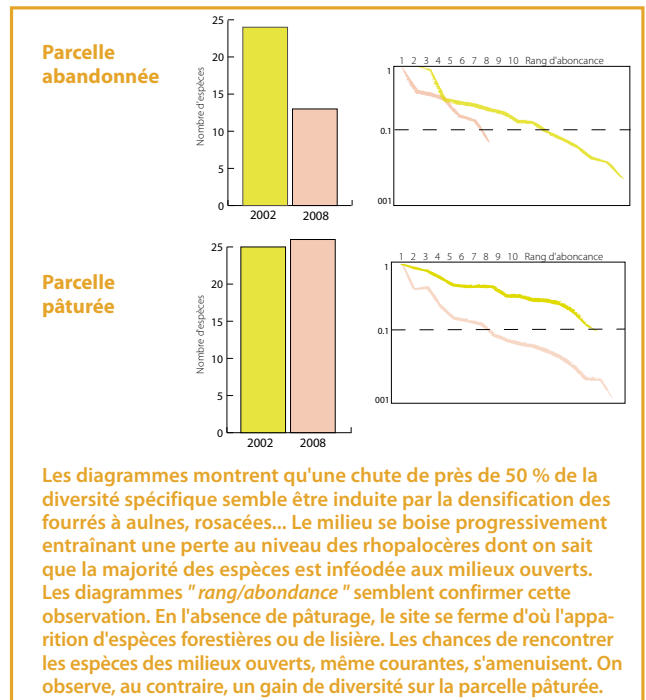 Parcelle
abandonnée
Nombre d'espèces
25
20
15
10
5
0
2002 2008
1 2 3 4 5 6 7 8 9 10 Rang d'aboncance
1
0.1
001
Parcelle
pâturée
Nombre d'espèces
25
20
15
10
5
0
2002 2008
1 2 3 4 5 6 7 8 9 10 Rang d'aboncance
1
0.1
001
Les diagrammes montrent qu'une chute de près de 50 % de la
diversité spécifique semble être induite par la densification des
fourrés à aulnes, rosacées... Le milieu se boise progressivement
entraînant une perte au niveau des rhopalocères dont on sait
que la majorité des espèces est inféodée aux milieux ouverts.
Les diagrammes "rang/abondance" semblent confirmer cette
observation. En l'absence de pâturage, le site se ferme d'où l'appa-
rition d'espèces forestières ou de lisière. Les chances de rencontrer
les espèces des milieux ouverts, même courantes, s'amenuisent. On
observe, au contraire, un gain de diversité sur la parcelle pâturée.